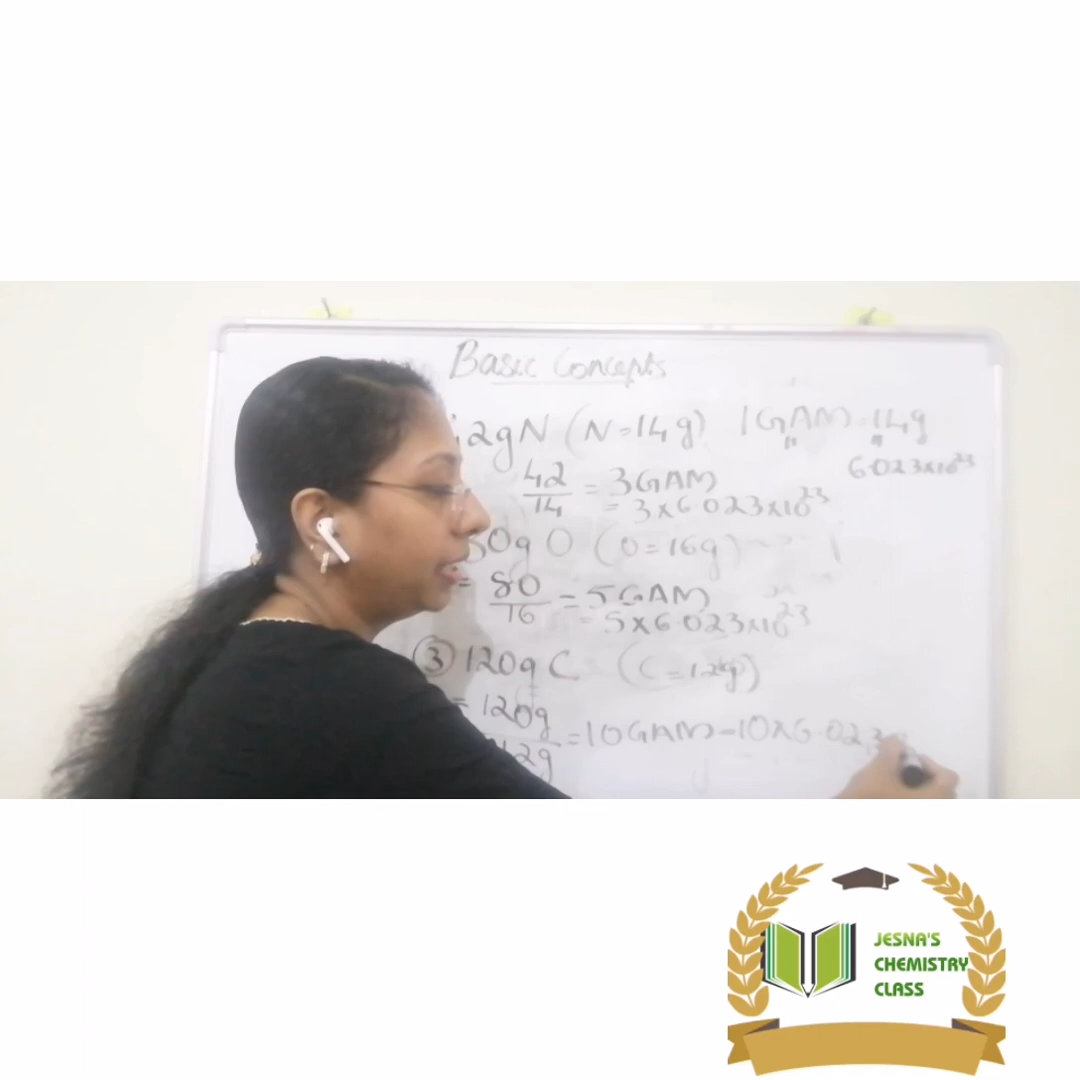 Basic Concepts
2gN (N=14g) 1GAM=14g
6.023x10²³
42/14 = 3GAM
= 3x6.023x10²³
0g O (O=16g)
= 80/16 = 5GAM
= 5x6.023x10²³
③ 120g C (C=12g)
= 120g/12g = 10GAM=10x6.023
JESNA'S
CHEMISTRY
CLASS